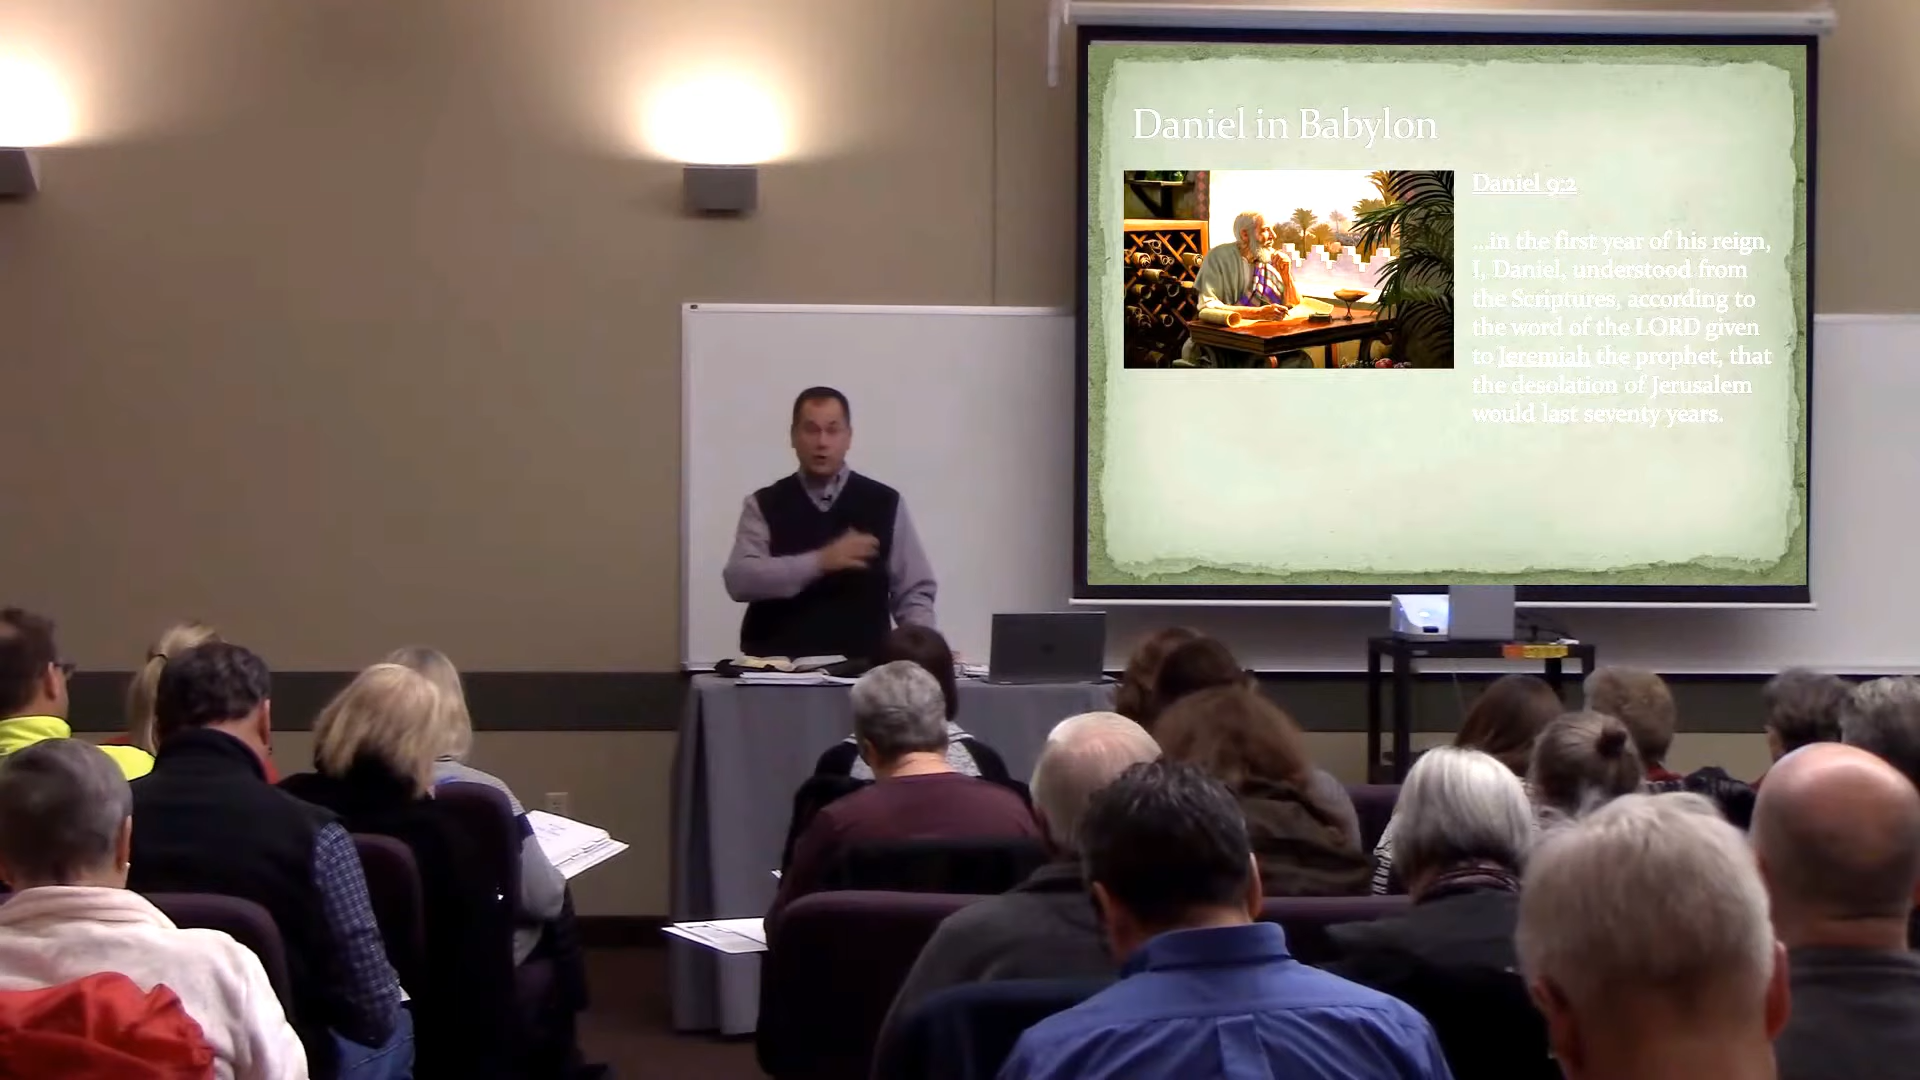 Daniel in Babylon
Daniel 9:2
...in the first year of his reign,
I, Daniel, understood from
the Scriptures, according to
the word of the LORD given
to Jeremiah the prophet, that
the desolation of Jerusalem
would last seventy years.